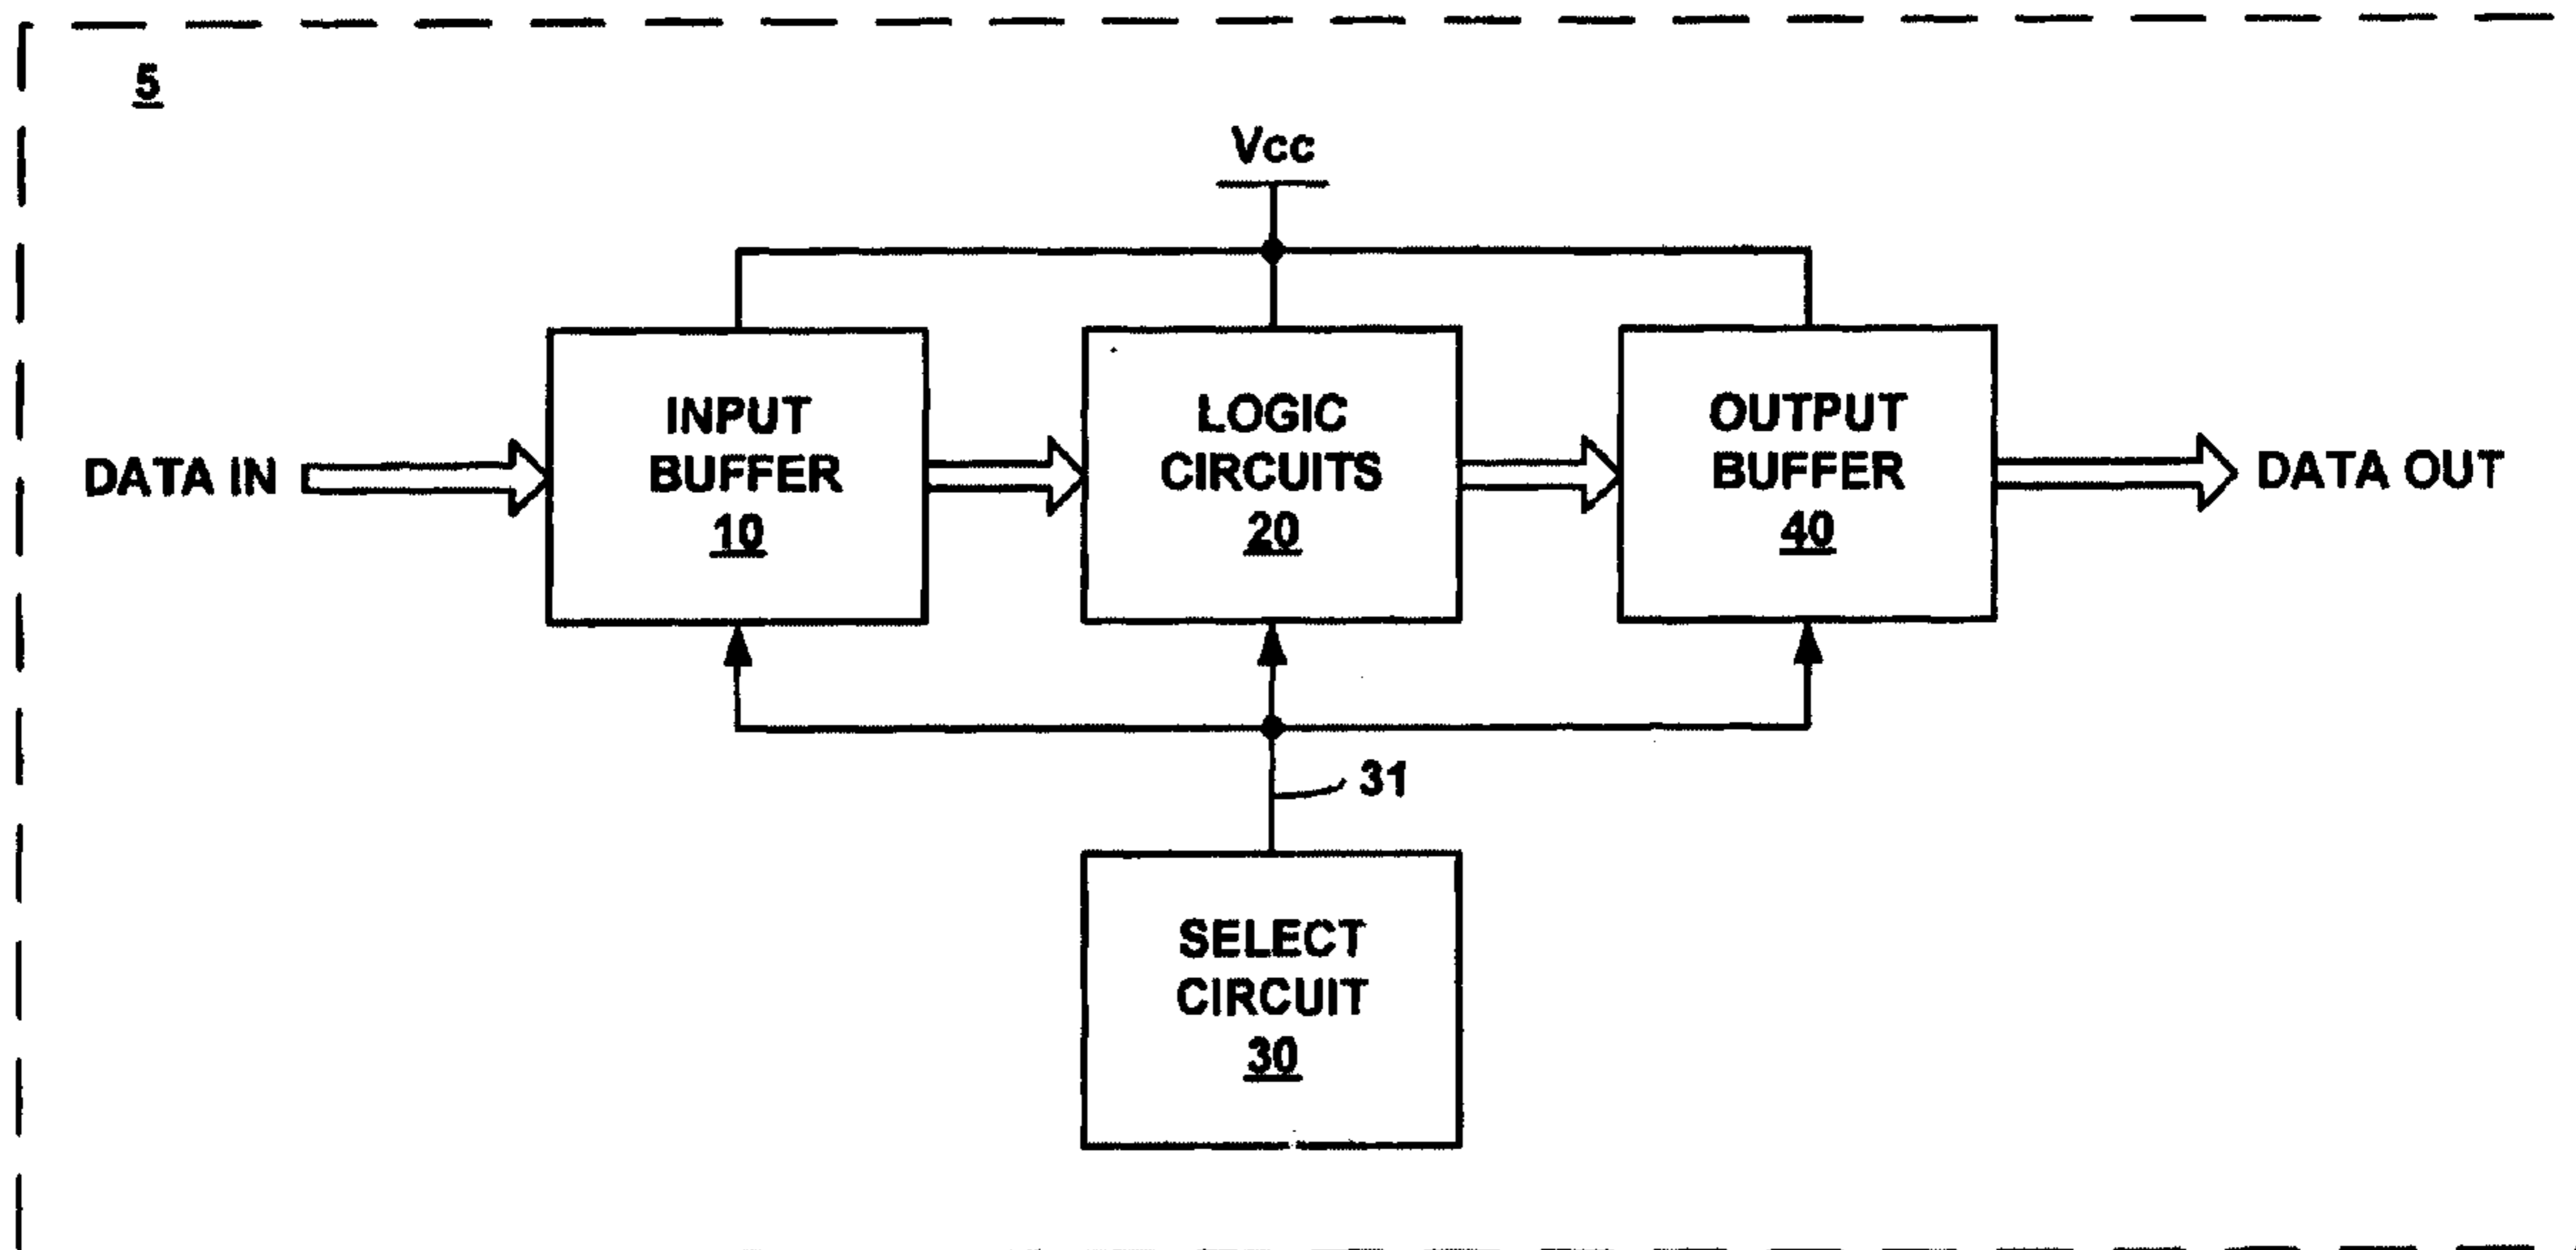 5
Vcc
INPUT
BUFFER
10
LOGIC
CIRCUITS
20
OUTPUT
BUFFER
40
DATA IN
DATA OUT
31
SELECT
CIRCUIT
30